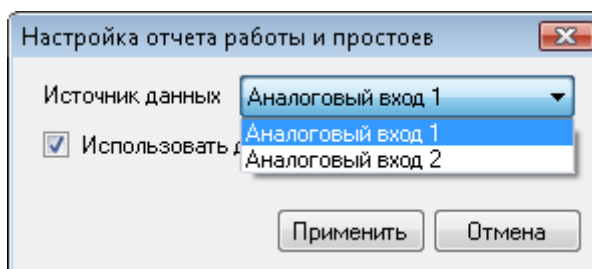 Настройка отчета работы и простоев
Источник данных Аналоговый вход 1
Аналоговый вход 1
Использовать
Аналоговый вход 2
Применить Отмена